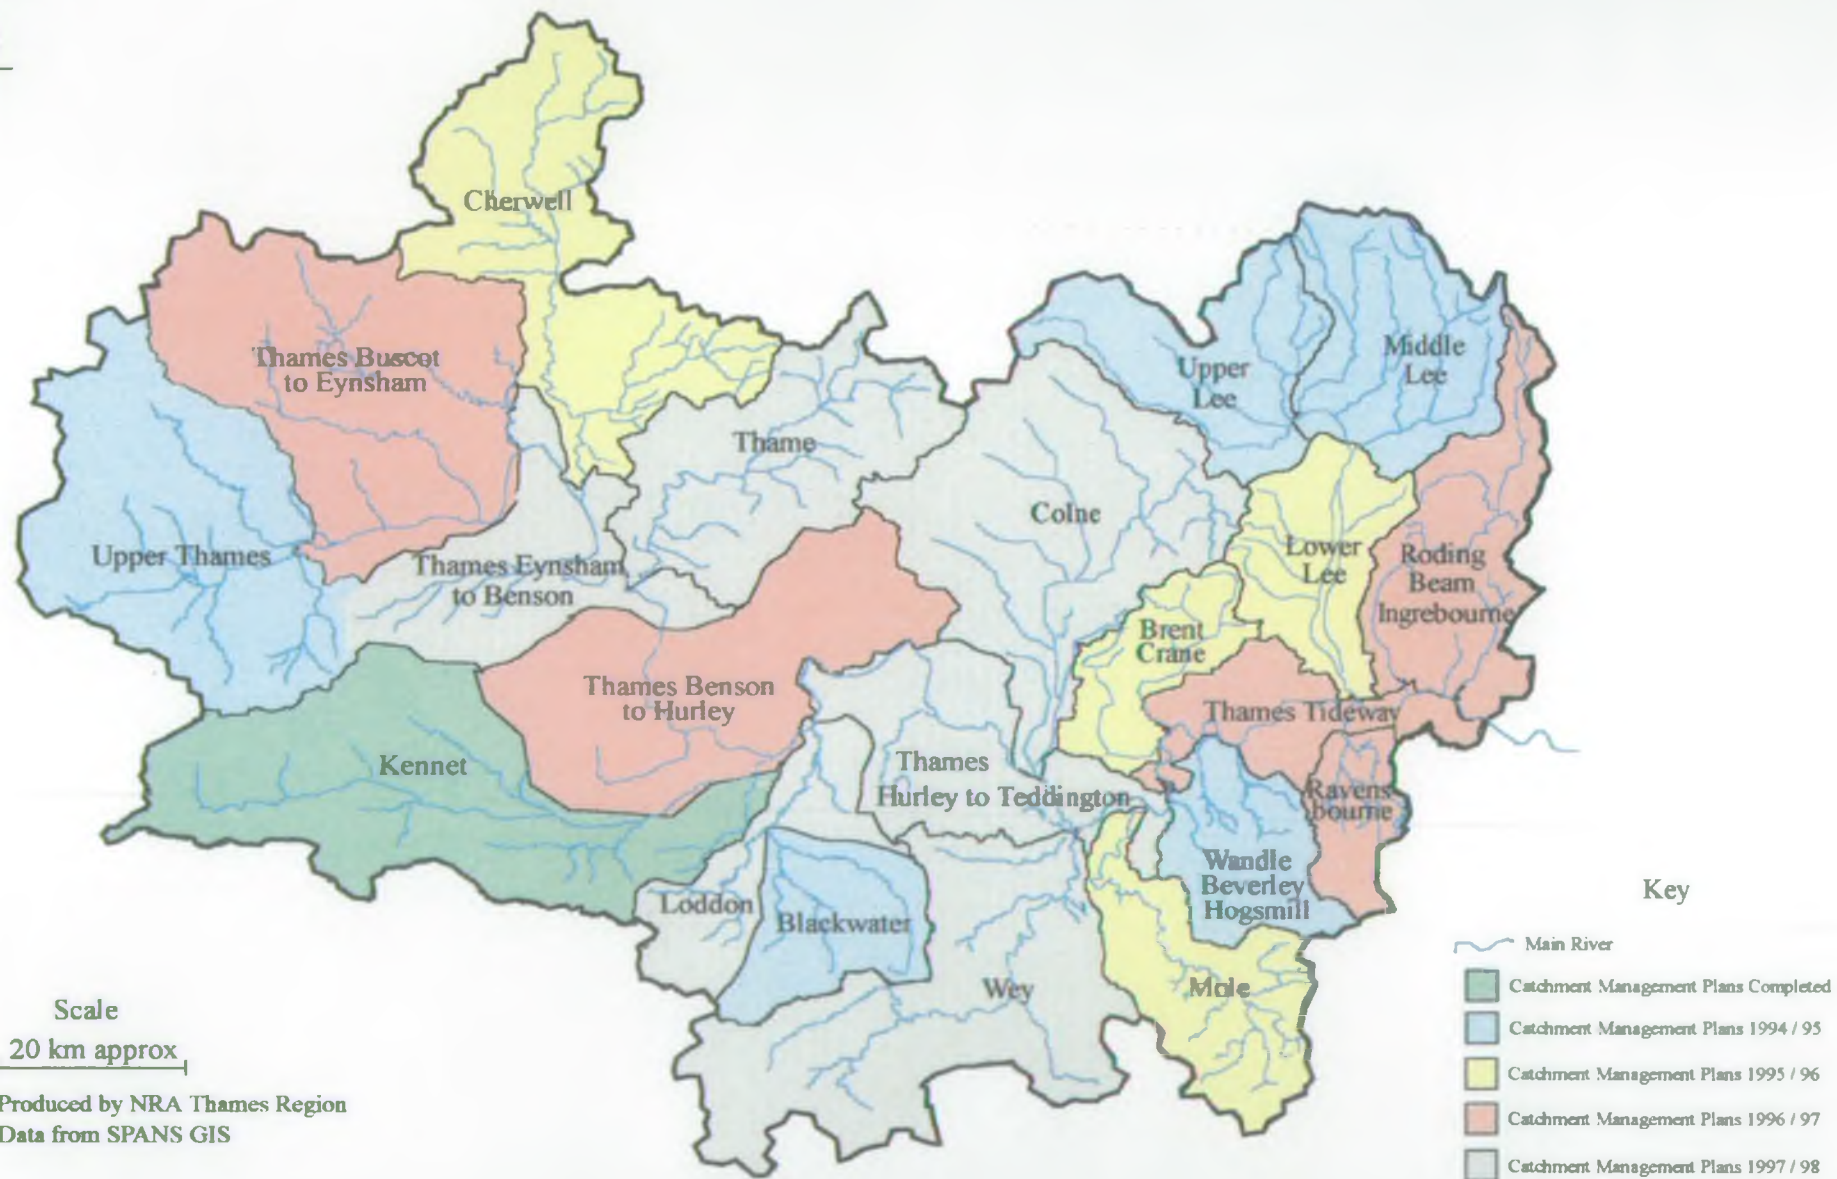 Cherwell
Thames Buscot
to Eynsham
Upper
Lee
Middle
Lee
Thame
Colne
Upper Thames
Thames Eynsham
to Benson
Lower
Lee
Roding
Beam
Ingrebourne
Brent
Crane
Thames Benson
to Hurley
Thames Tideway
Kennet
Thames
Hurley to Teddington
Ravens
bourne
Wandle
Beverley
Hogsmill
Loddon
Blackwater
Wey
Mole
Key
Main River
Catchment Management Plans Completed
Catchment Management Plans 1994 / 95
Catchment Management Plans 1995 / 96
Catchment Management Plans 1996 / 97
Catchment Management Plans 1997 / 98
Scale
20 km approx
Produced by NRA Thames Region
Data from SPANS GIS